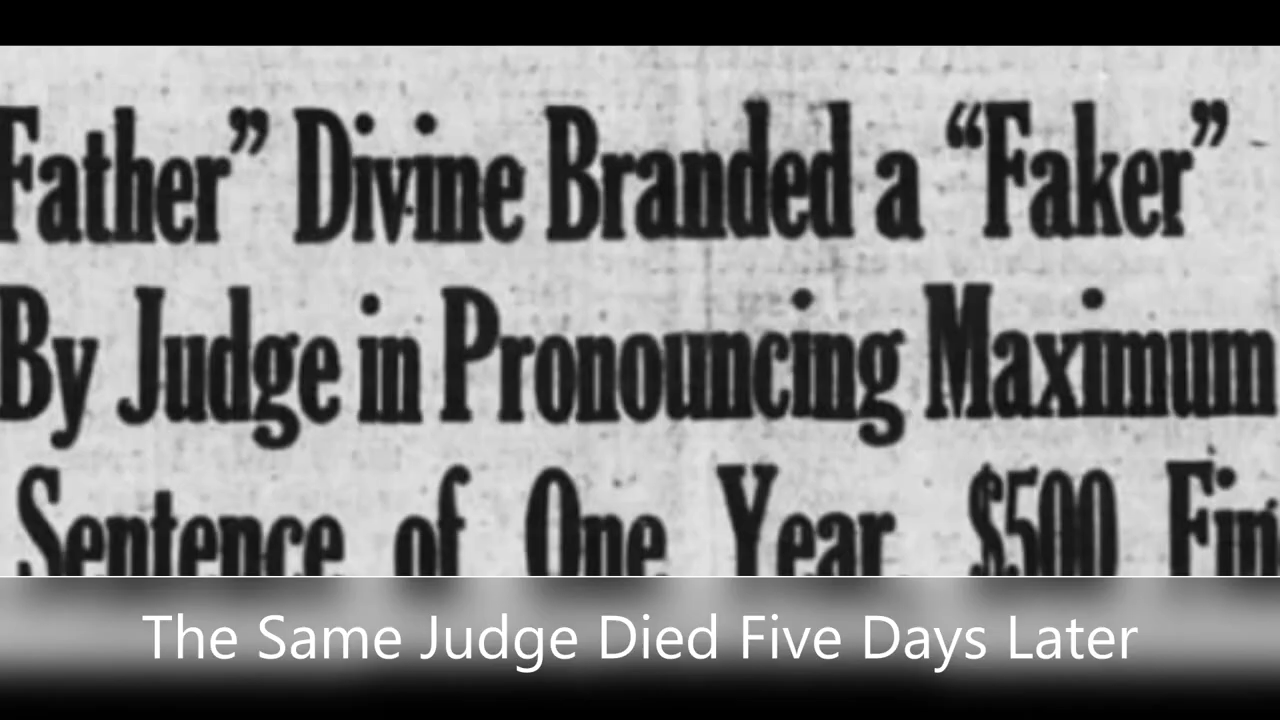 Father” Divine Branded a “Faker”
By Judge in Pronouncing Maximum
Sentence of One Year, $500 Fin
The Same Judge Died Five Days Later